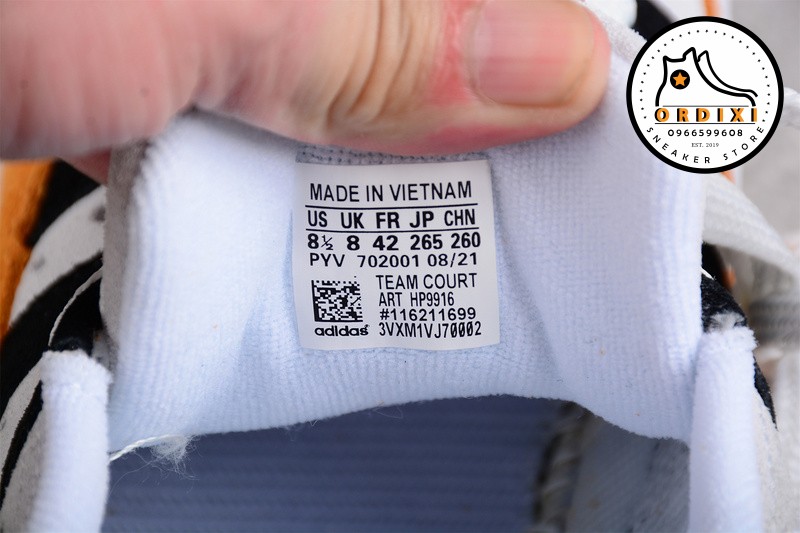 ORDIXI
0966599608
EST. 2019
SNEAKER STORE
MADE IN VIETNAM
US UK FR JP CHN
8½ 8 42 265 260
PYV 702001 08/21
TEAM COURT
ART HP9916
#116211699
adidas 3VXM1VJ70002